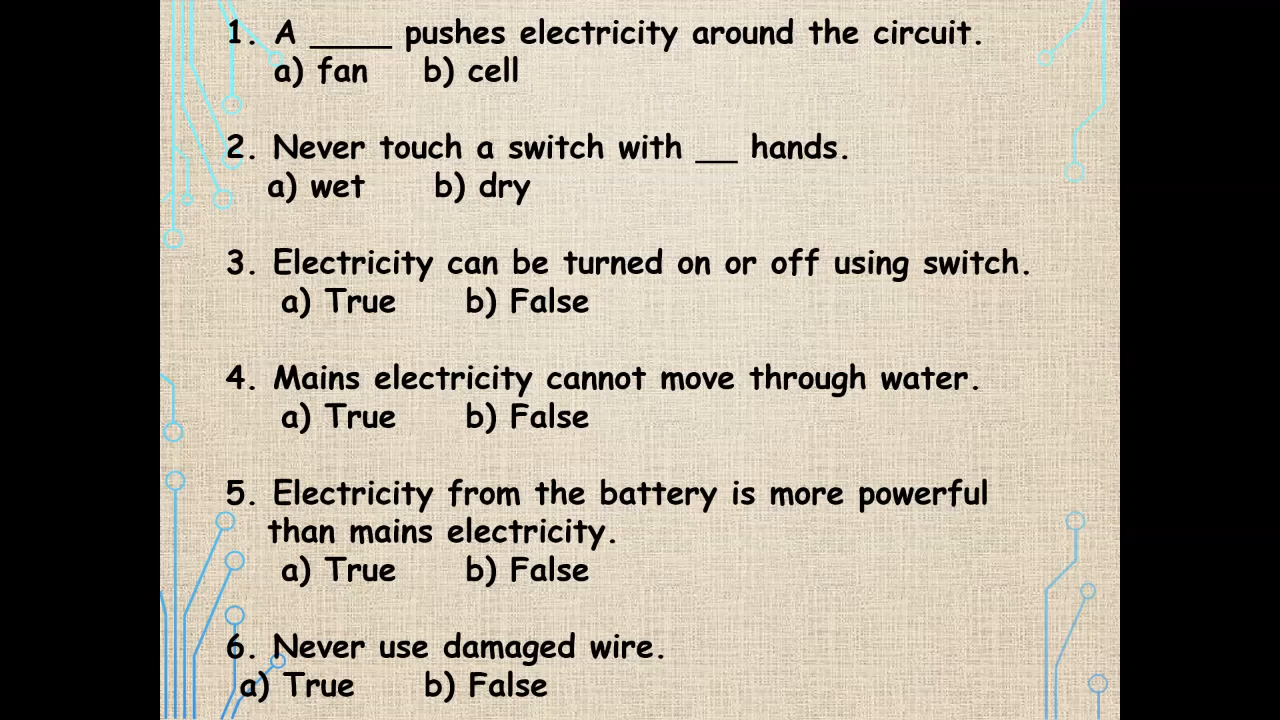 1. A ____ pushes electricity around the circuit.
a) fan b) cell
2. Never touch a switch with __ hands.
a) wet b) dry
3. Electricity can be turned on or off using switch.
a) True b) False
4. Mains electricity cannot move through water.
a) True b) False
5. Electricity from the battery is more powerful
than mains electricity.
a) True b) False
6. Never use damaged wire.
a) True b) False